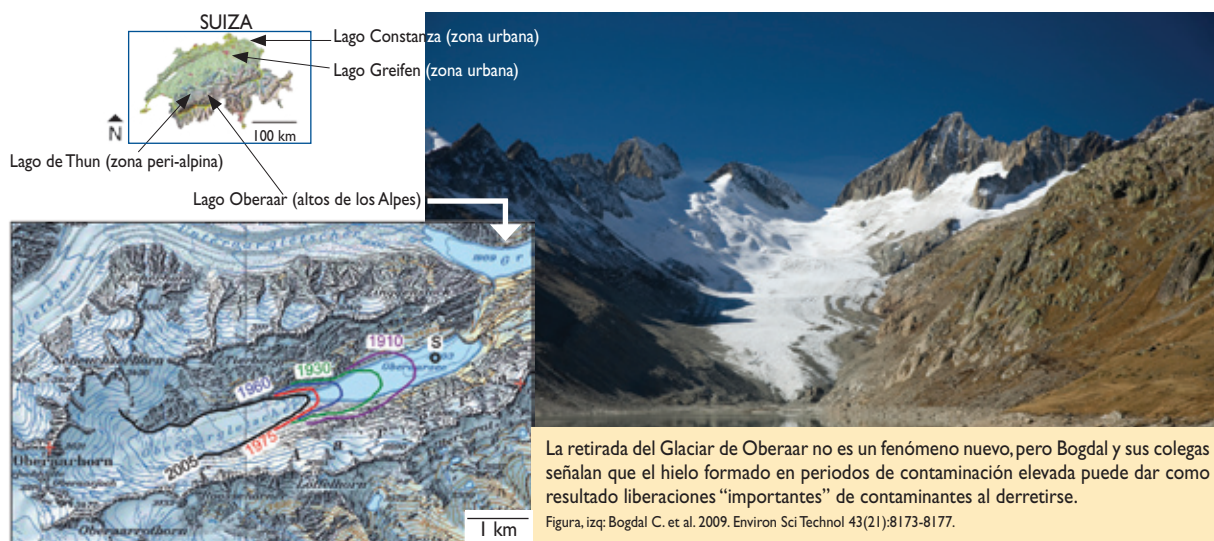 SUIZA
Lago Constanza (zona urbana)
Lago Greifen (zona urbana)
N
100 km
Lago de Thun (zona peri-alpina)
Lago Oberaar (altos de los Alpes)
1910
S
1930
1960
1975
2005
Oberaarhorn
Oberaarrothorn
1 km
La retirada del Glaciar de Oberaar no es un fenómeno nuevo, pero Bogdal y sus colegas
señalan que el hielo formado en periodos de contaminación elevada puede dar como
resultado liberaciones “importantes” de contaminantes al derretirse.
Figura, izq: Bogdal C. et al. 2009. Environ Sci Technol 43(21):8173-8177.